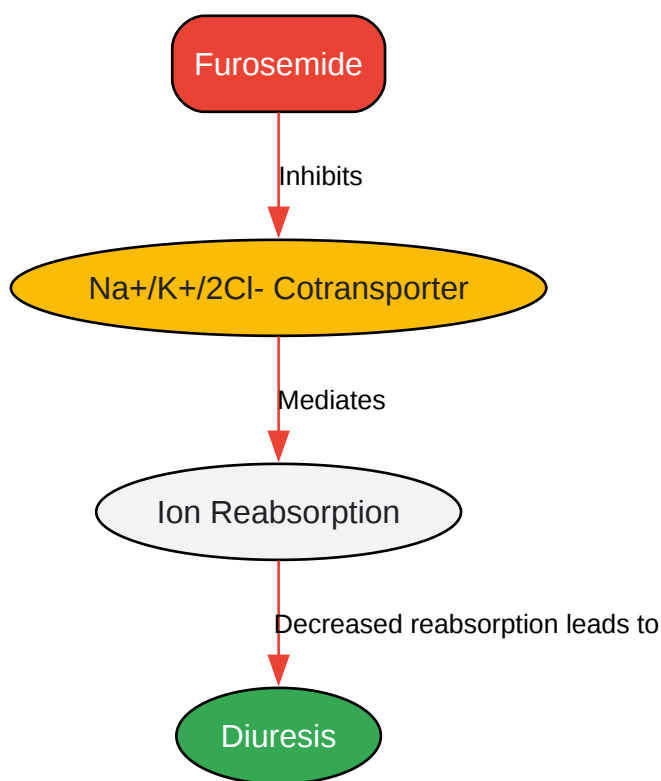 Furosemide
Inhibits
Na+/K+/2Cl- Cotransporter
Mediates
Ion Reabsorption
Decreased reabsorption leads to
Diuresis